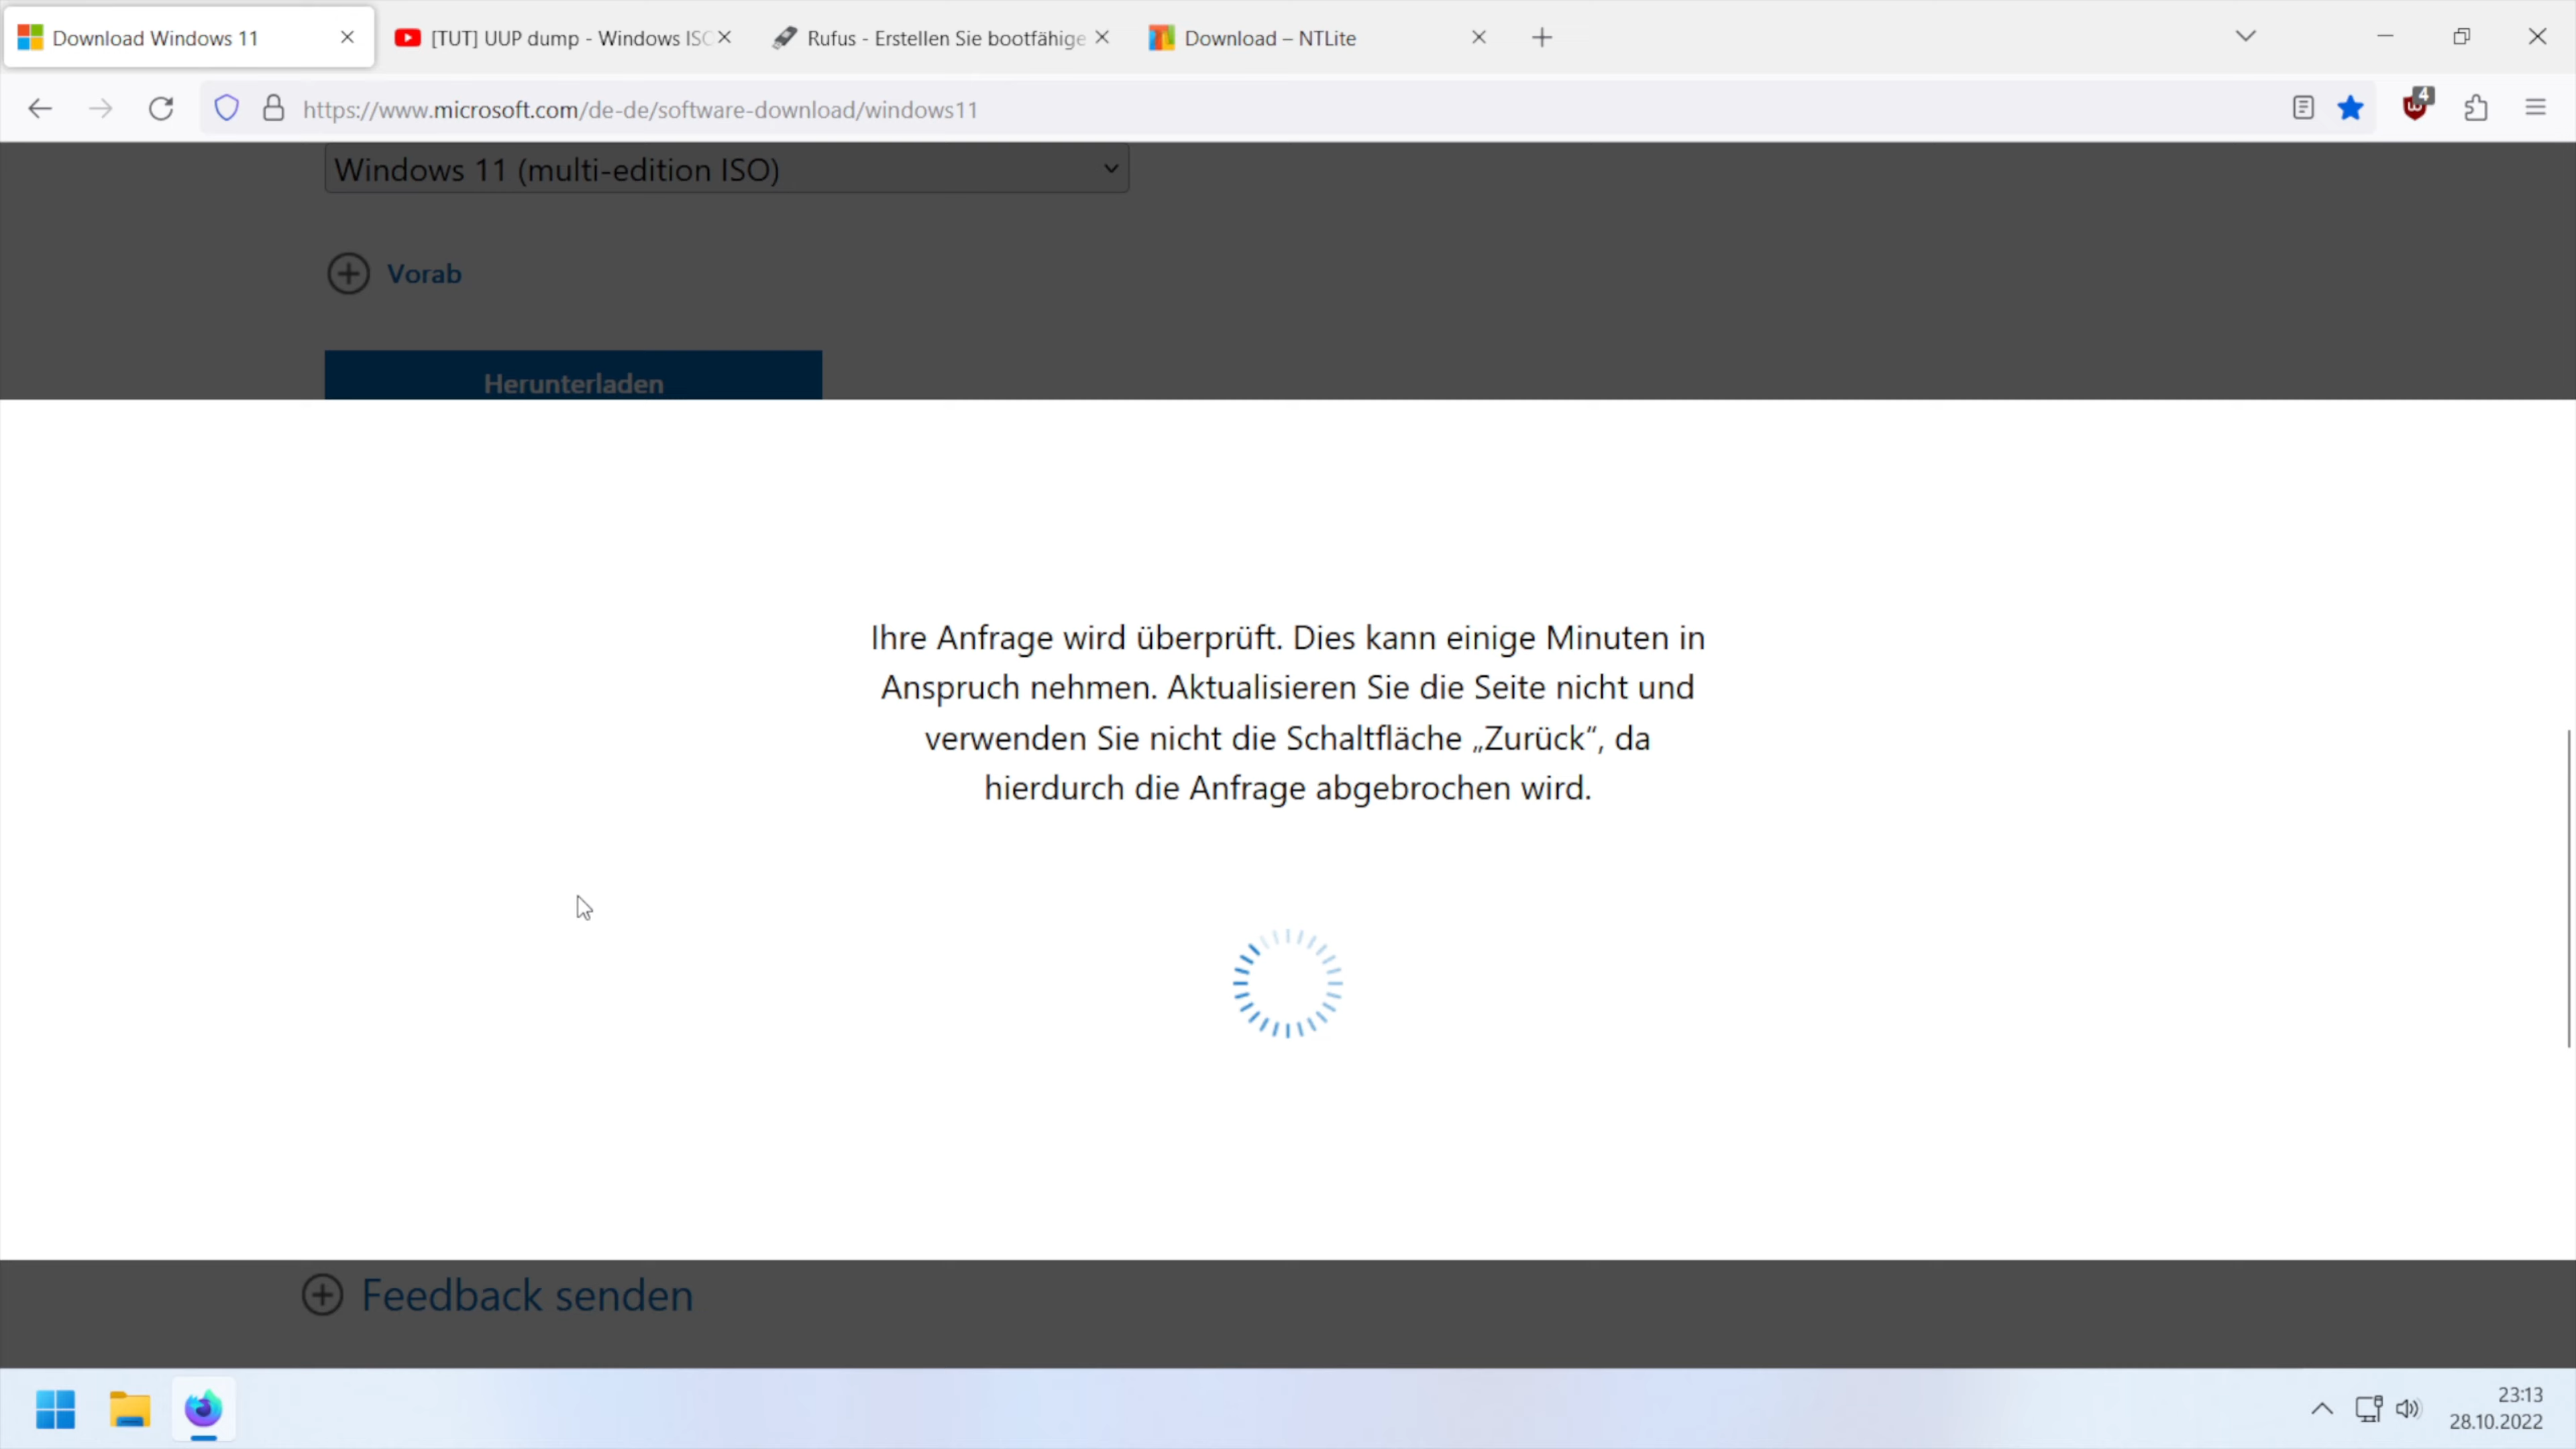 Download Windows 11
[TUT] UUP dump - Windows ISO
Rufus - Erstellen Sie bootfähige
Download – NTLite
https://www.microsoft.com/de-de/software-download/windows11
4
Windows 11 (multi-edition ISO)
Vorab
Herunterladen
Ihre Anfrage wird überprüft. Dies kann einige Minuten in
Anspruch nehmen. Aktualisieren Sie die Seite nicht und
verwenden Sie nicht die Schaltfläche „Zurück“, da
hierdurch die Anfrage abgebrochen wird.
Feedback senden
23:13
28.10.2022